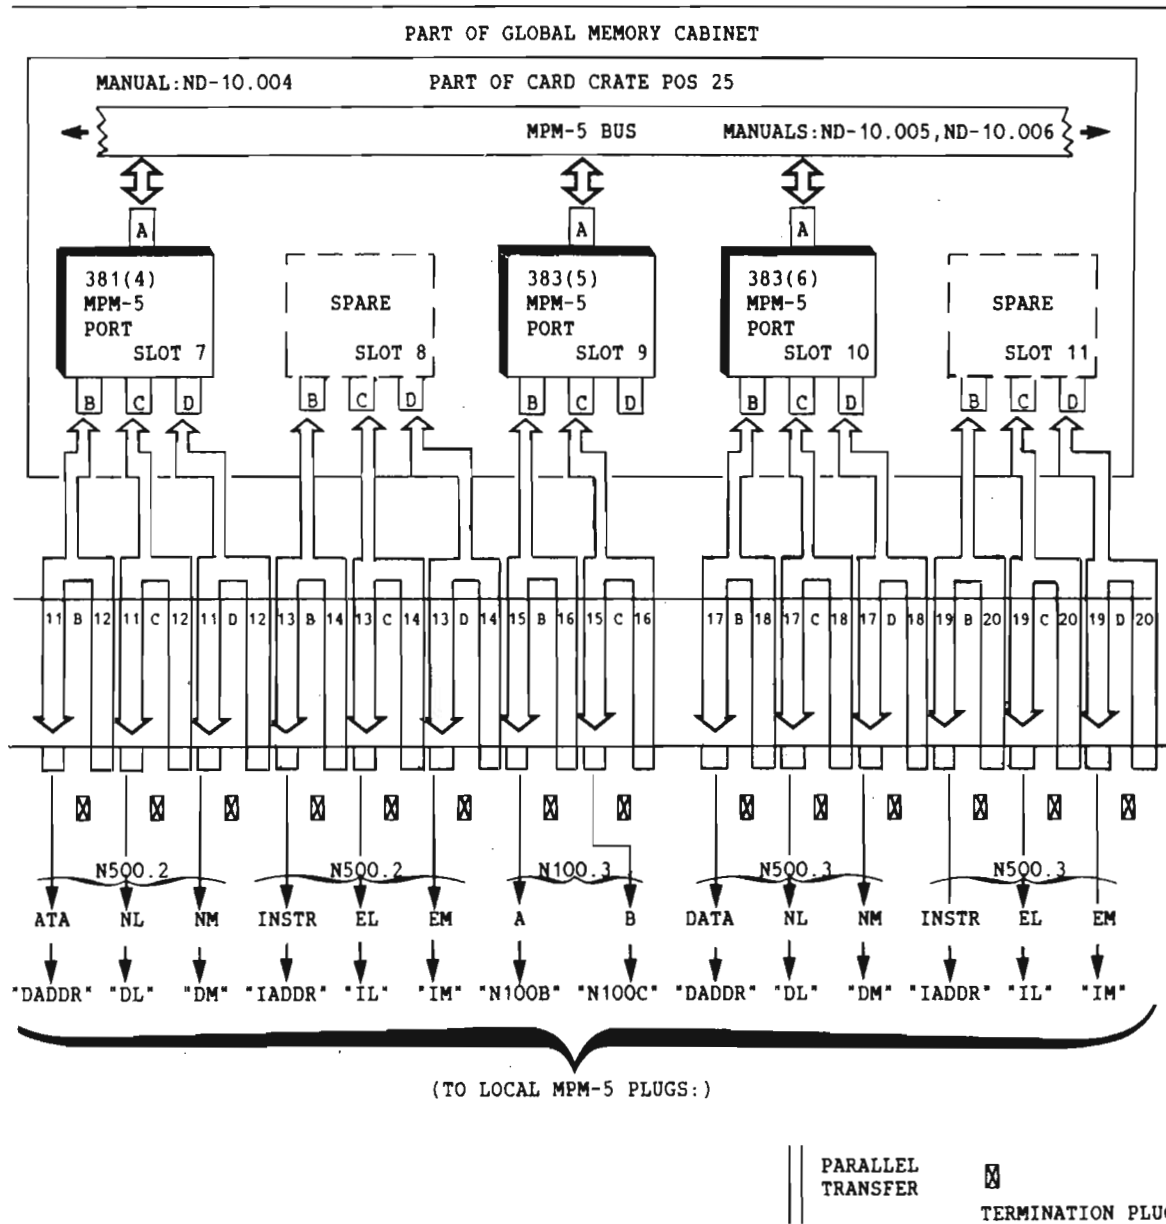 PART OF GLOBAL MEMORY CABINET
MANUAL:ND-10.004 PART OF CARD CRATE POS 25
MPM-5 BUS MANUALS:ND-10.005,ND-10.006
A A A
381(4) 383(5) 383(6)
MPM-5 SPARE MPM-5 MPM-5 SPARE
PORT PORT PORT
SLOT 7 SLOT 8 SLOT 9 SLOT 10 SLOT 11
B C D B C D B C D B C D B C D
11 B 12 11 C 12 11 D 12 13 B 14 13 C 14 13 D 14 15 B 16 15 C 16 17 B 18 17 C 18 17 D 18 19 B 20 19 C 20 19 D 20
N500.2 N500.2 N100.3 N500.3 N500.3
ATA NL NM INSTR EL EM A B DATA NL NM INSTR EL EM
"DADDR" "DL" "DM" "IADDR" "IL" "IM" "N100B" "N100C" "DADDR" "DL" "DM" "IADDR" "IL" "IM"
(TO LOCAL MPM-5 PLUGS:)
PARALLEL
TRANSFER
TERMINATION PLUG